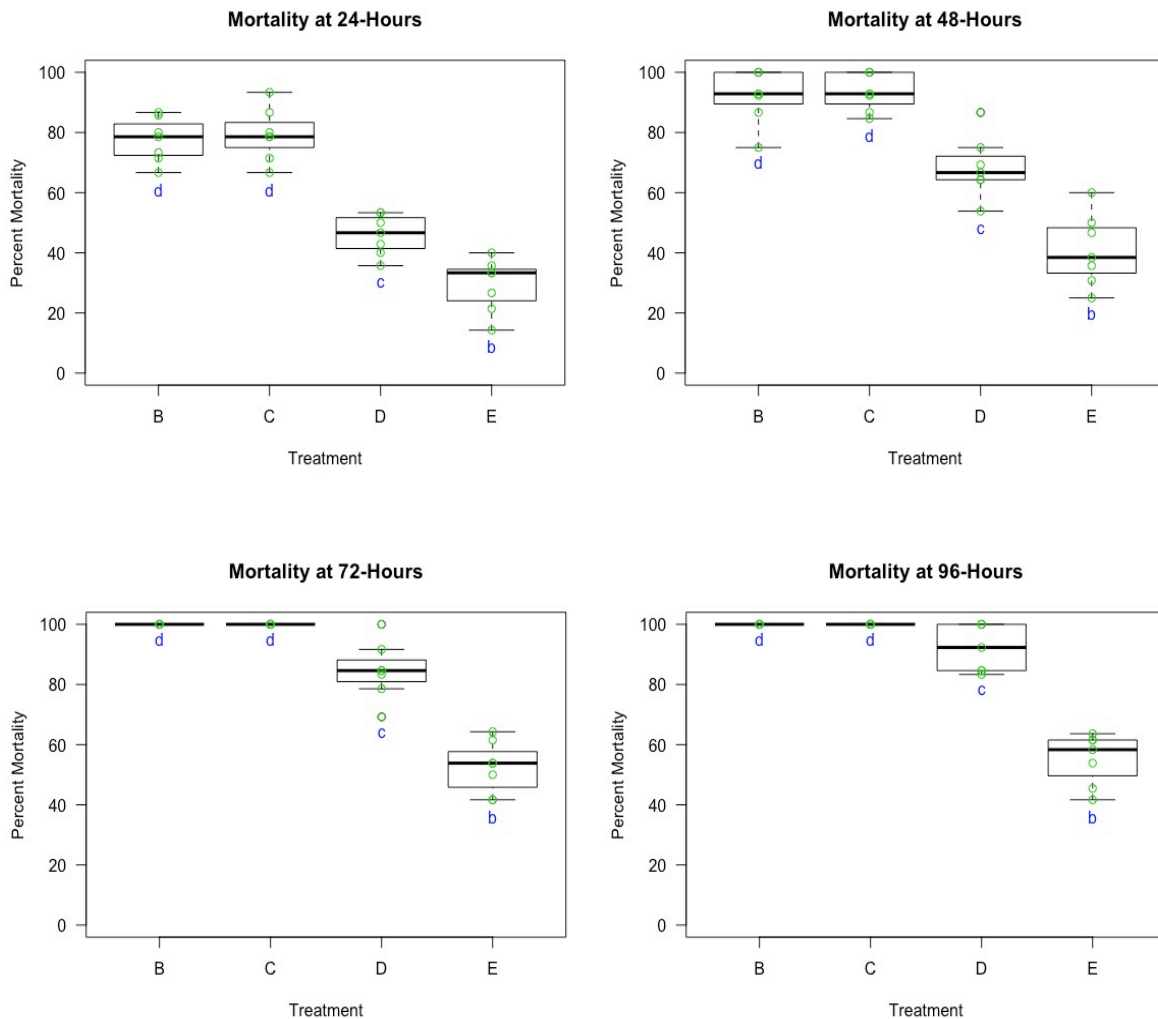 Mortality at 24-Hours
Percent Mortality
100
80
60
40
20
0
d
d
c
b
B C D E
Treatment
Mortality at 48-Hours
Percent Mortality
100
80
60
40
20
0
d
d
c
b
B C D E
Treatment
Mortality at 72-Hours
Percent Mortality
100
80
60
40
20
0
d d
c
b
B C D E
Treatment
Mortality at 96-Hours
Percent Mortality
100
80
60
40
20
0
d d
c
b
B C D E
Treatment